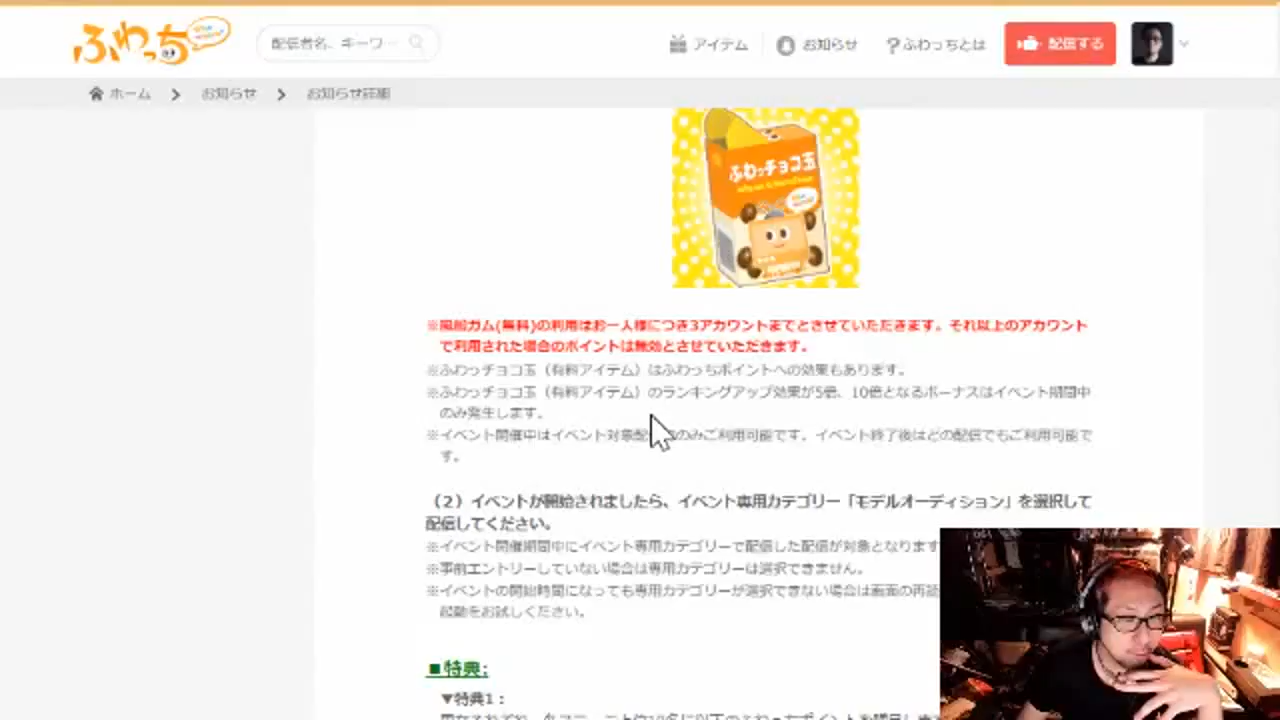 ふわっち
配信者名、キーワ…
アイテム
お知らせ
?ふわっちとは
配信する
ホーム > お知らせ > お知らせ詳細
ふわっチョコ玉
※風船ガム(無料)の利用はお一人様につき3アカウントまでとさせていただきます。それ以上のアカウント
で利用された場合のポイントは無効とさせていただきます。
※ふわっチョコ玉（有料アイテム）はふわっちポイントへの効果もあります。
※ふわっチョコ玉（有料アイテム）のランキングアップ効果が5倍、10倍となるボーナスはイベント期間中
のみ発生します。
※イベント開催中はイベント対象配 のみご利用可能です。イベント終了後はどの配信でもご利用可能で
す。
（2）イベントが開始されましたら、イベント専用カテゴリー「モデルオーディション」を選択して
配信してください。
※イベント開催期間中にイベント専用カテゴリーで配信した配信が対象となります
※事前エントリーしていない場合は専用カテゴリーは選択できません。
※イベントの開始時間になっても専用カテゴリーが選択できない場合は画面の再読
起動をお試しください。
■特典:
▼特典1：